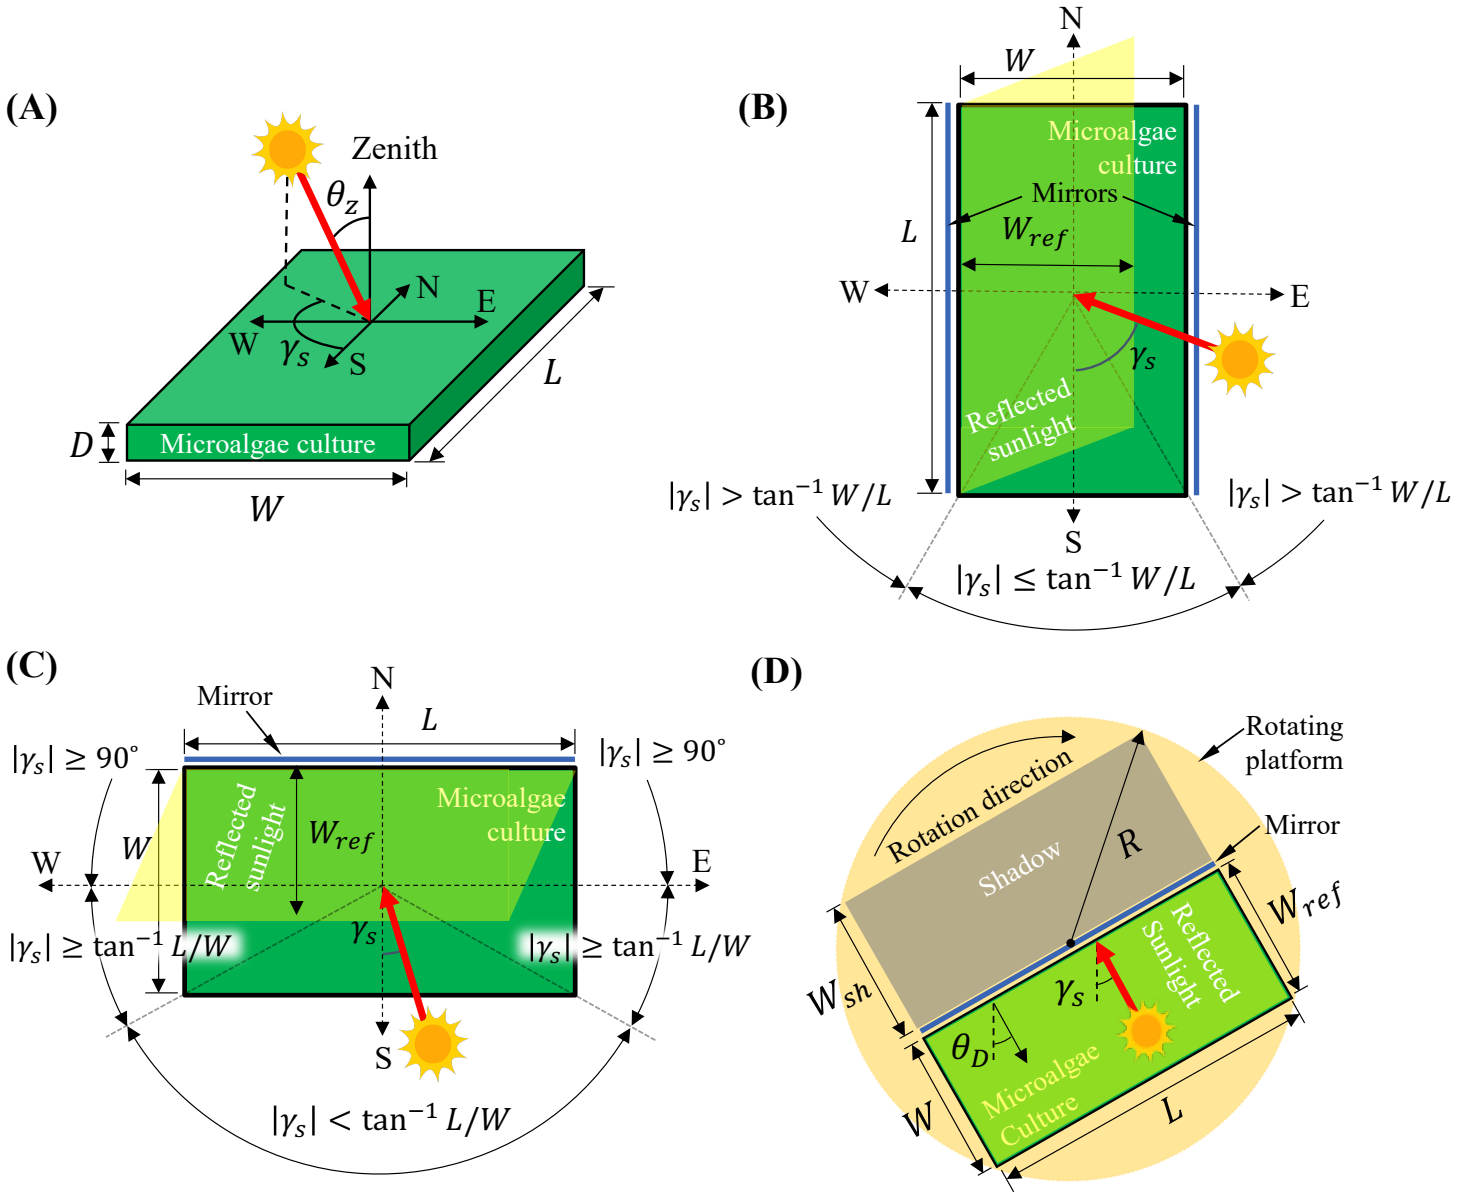 (A)
Zenith
θz
N
E
W
S
γs
L
D
Microalgae culture
W
(B)
N
W
Microalgae
culture
Mirrors
L
Wref
W
E
γs
Reflected
sunlight
|γs| > tan⁻¹ W/L
|γs| > tan⁻¹ W/L
S
|γs| ≤ tan⁻¹ W/L
(C)
N
Mirror
L
|γs| ≥ 90°
|γs| ≥ 90°
Reflected
sunlight
Microalgae
culture
Wref
W
W
E
γs
|γs| ≥ tan⁻¹ L/W
|γs| ≥ tan⁻¹ L/W
S
|γs| < tan⁻¹ L/W
(D)
Rotating
platform
Rotation direction
R
Mirror
Shadow
Wref
Reflected
Sunlight
Wsh
γs
θD
Microalgae
Culture
W
L